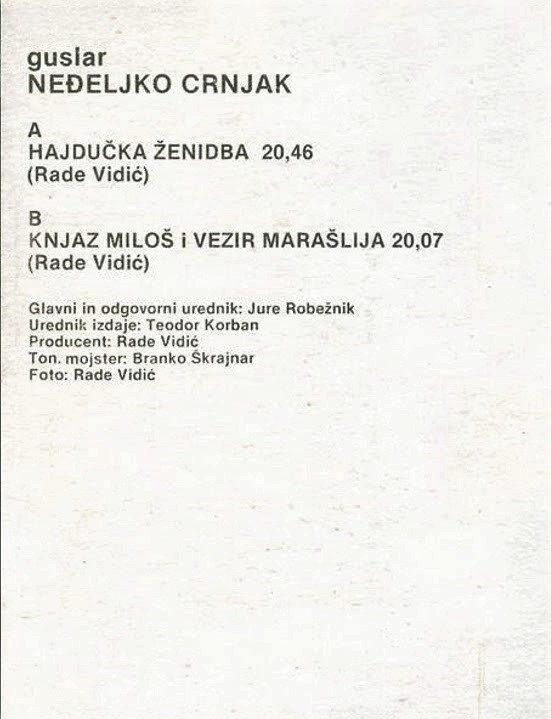 guslar
NEĐELJKO CRNJAK
A
HAJDUČKA ŽENIDBA 20,46
(Rade Vidić)
B
KNJAZ MILOŠ i VEZIR MARAŠLIJA 20,07
(Rade Vidić)
Glavni in odgovorni urednik: Jure Robežnik
Urednik izdaje: Teodor Korban
Producent: Rade Vidić
Ton. mojster: Branko Škrajnar
Foto: Rade Vidić